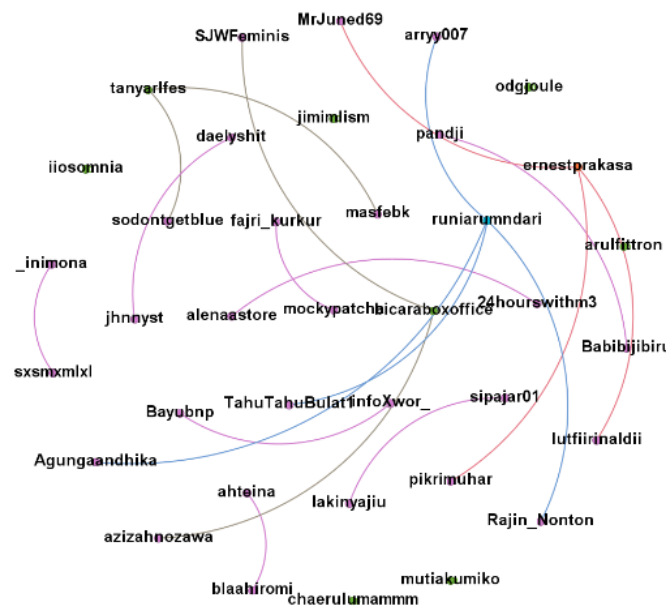 MrJuned69
SJWFeminis
arryy007
tanyarlfes
odgjoule
jimimlism
daelyshit
pandji
iiosomnia
ernestprakasa
sodontgetblue
fajri_kurkur
masfebk
runiarumndari
arulfittron
_inimona
jhnnyst
alenaastore
mockypatchh
bicaraboxoffice
24hourswithm3
Babibijibiru
sxsmxmlxl
Bayubnp
TahuTahuBulat1
infoXwor_
sipajar01
lutfiirinaldii
Agungaandhika
ahteina
lakinyajiu
pikrimuhar
Rajin_Nonton
azizahnozawa
blaahiromi
mutiakumiko
chaerulumammm